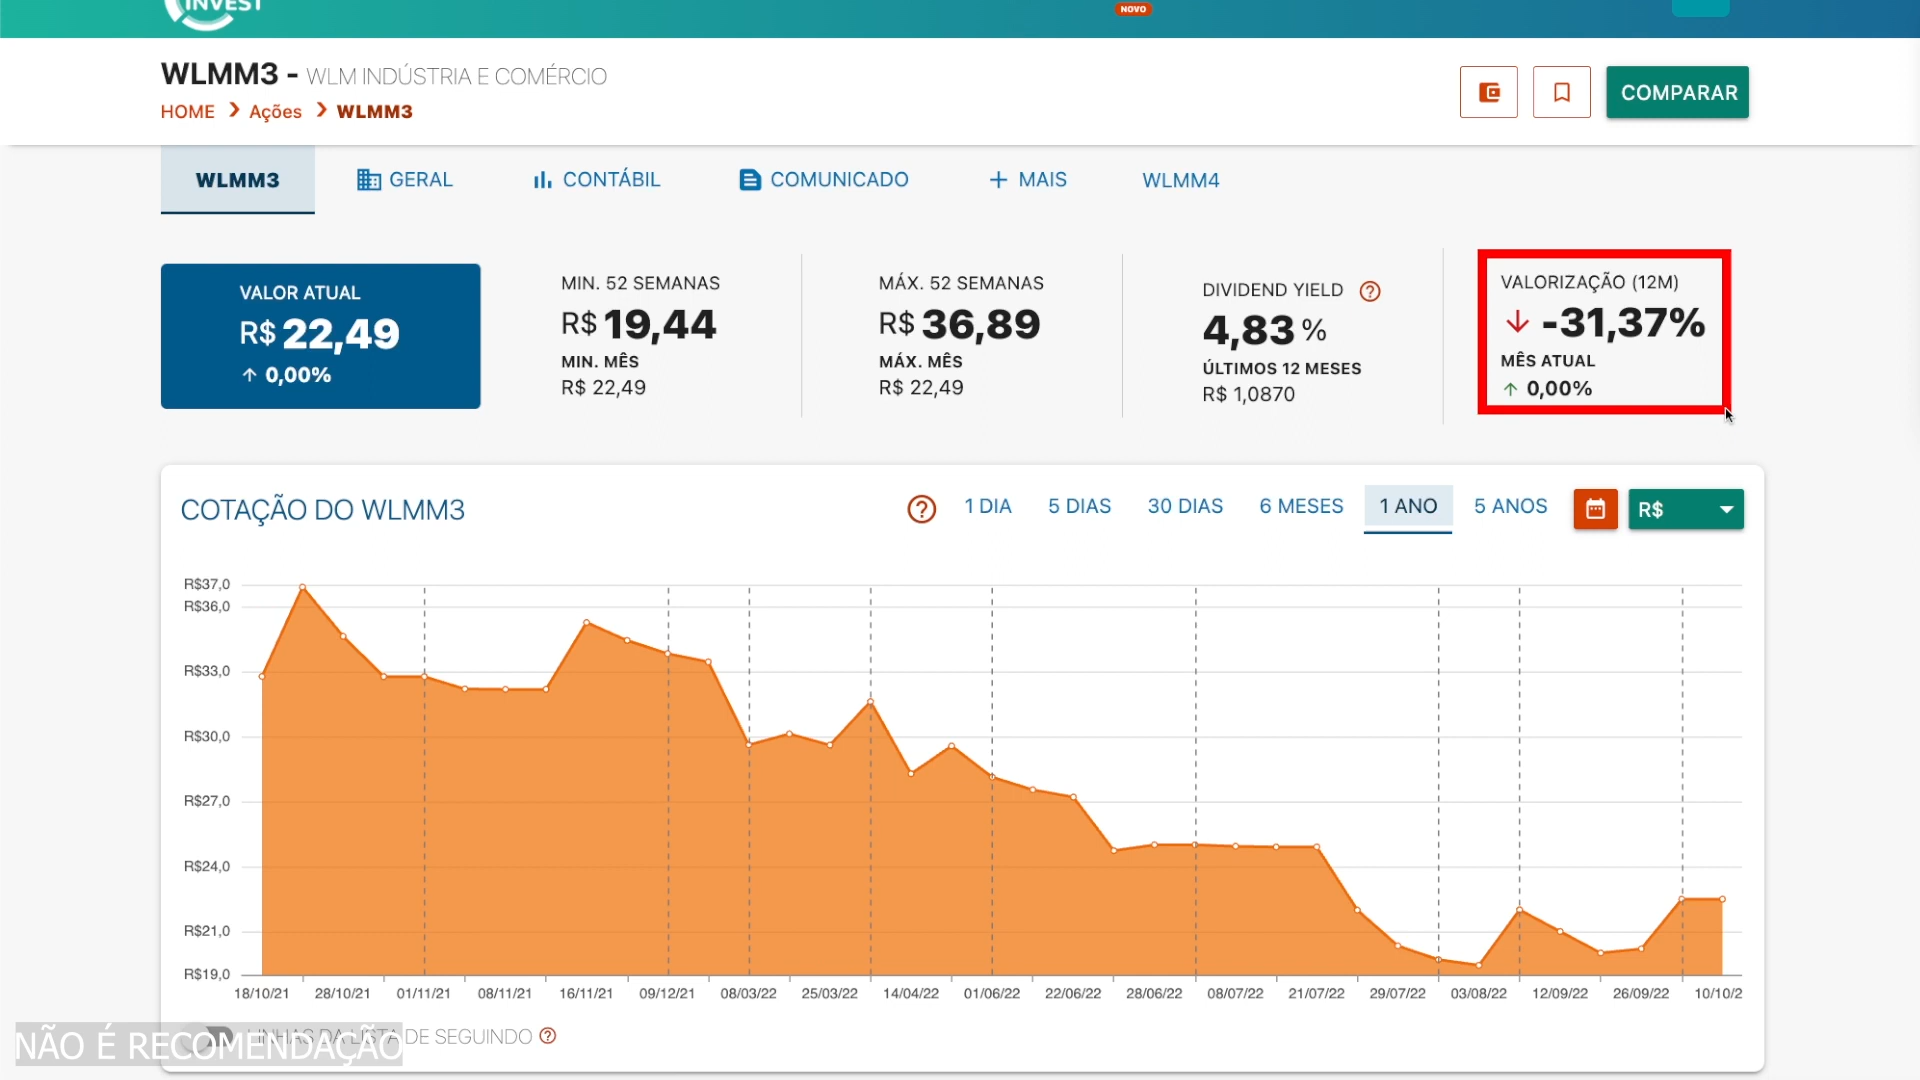 INVEST
NOVO
WLMM3 - WLM INDÚSTRIA E COMÉRCIO
HOME Ações WLMM3
COMPARAR
WLMM3 GERAL CONTÁBIL COMUNICADO MAIS WLMM4
VALOR ATUAL
R$ 22,49
0,00%
MIN. 52 SEMANAS
R$ 19,44
MIN. MÊS
R$ 22,49
MÁX. 52 SEMANAS
R$ 36,89
MÁX. MÊS
R$ 22,49
DIVIDEND YIELD ?
4,83 %
ÚLTIMOS 12 MESES
R$ 1,0870
VALORIZAÇÃO (12M)
-31,37%
MÊS ATUAL
0,00%
COTAÇÃO DO WLMM3
? 1 DIA 5 DIAS 30 DIAS 6 MESES 1 ANO 5 ANOS R$
R$37,0
R$36,0
R$33,0
R$30,0
R$27,0
R$24,0
R$21,0
R$19,0
18/10/21 28/10/21 01/11/21 08/11/21 16/11/21 09/12/21 08/03/22 25/03/22 14/04/22 01/06/22 22/06/22 28/06/22 08/07/22 21/07/22 29/07/22 03/08/22 12/09/22 26/09/22 10/10/2
LINHAS DA LISTA DE SEGUINDO ?
NÃO É RECOMENDAÇÃO